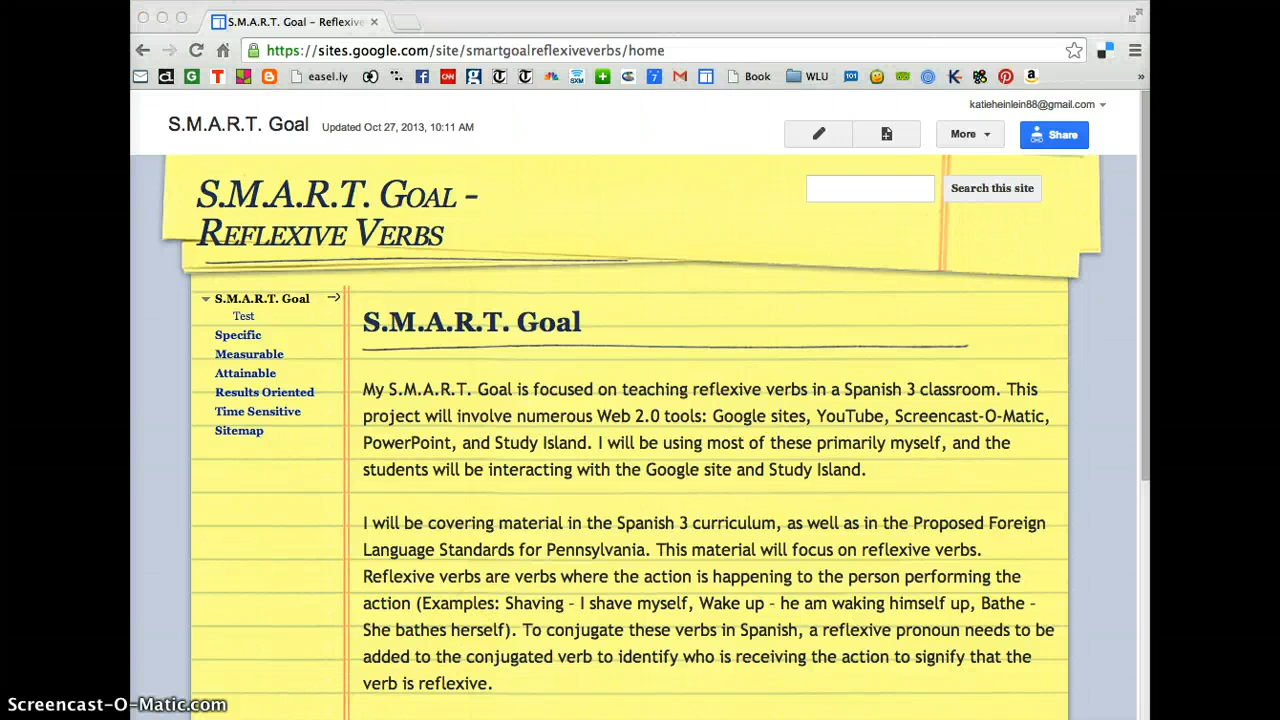 S.M.A.R.T. Goal – Reflexive
https://sites.google.com/site/smartgoalreflexiveverbs/home
easel.ly
Book
WLU
katieheinlein88@gmail.com
S.M.A.R.T. Goal Updated Oct 27, 2013, 10:11 AM
More
Share
S.M.A.R.T. Goal -
Reflexive Verbs
Search this site
S.M.A.R.T. Goal
Test
Specific
Measurable
Attainable
Results Oriented
Time Sensitive
Sitemap
S.M.A.R.T. Goal
My S.M.A.R.T. Goal is focused on teaching reflexive verbs in a Spanish 3 classroom. This
project will involve numerous Web 2.0 tools: Google sites, YouTube, Screencast-O-Matic,
PowerPoint, and Study Island. I will be using most of these primarily myself, and the
students will be interacting with the Google site and Study Island.
I will be covering material in the Spanish 3 curriculum, as well as in the Proposed Foreign
Language Standards for Pennsylvania. This material will focus on reflexive verbs.
Reflexive verbs are verbs where the action is happening to the person performing the
action (Examples: Shaving – I shave myself, Wake up – he am waking himself up, Bathe –
She bathes herself). To conjugate these verbs in Spanish, a reflexive pronoun needs to be
added to the conjugated verb to identify who is receiving the action to signify that the
verb is reflexive.
Screencast-O-Matic.com